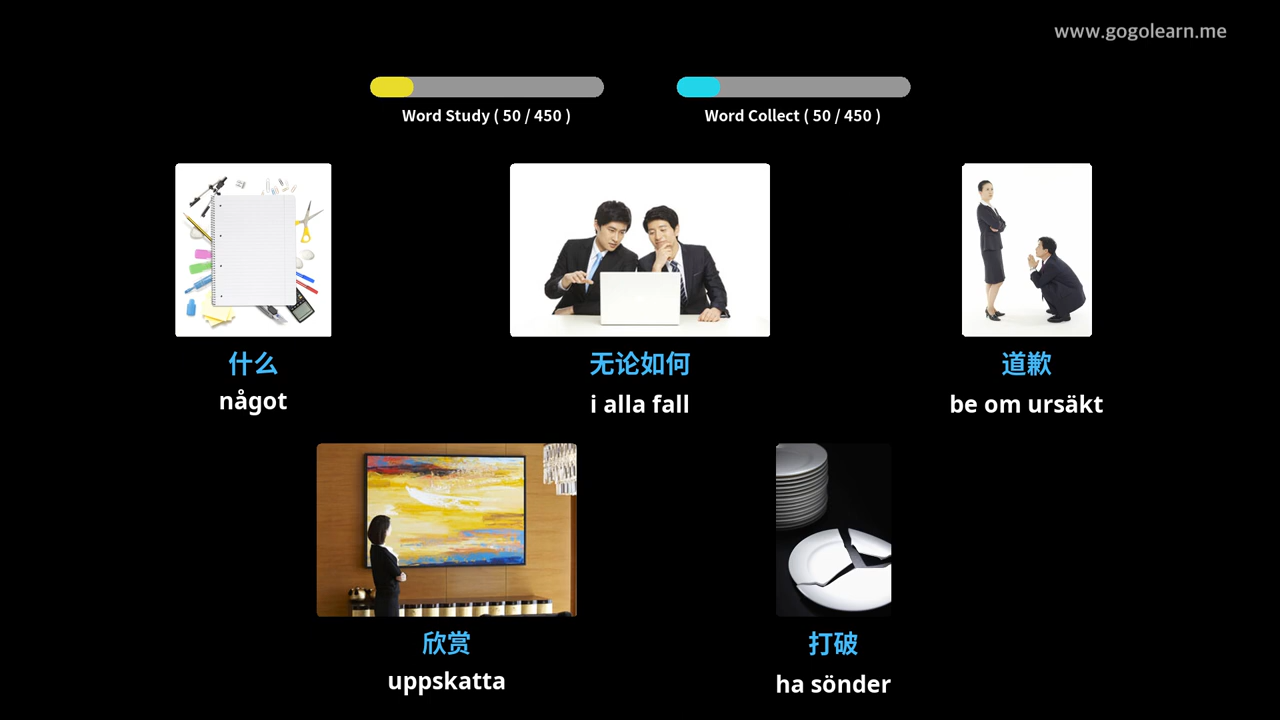 www.gogolearn.me
Word Study ( 50 / 450 )
Word Collect ( 50 / 450 )
什么
något
无论如何
i alla fall
道歉
be om ursäkt
欣赏
uppskatta
打破
ha sönder